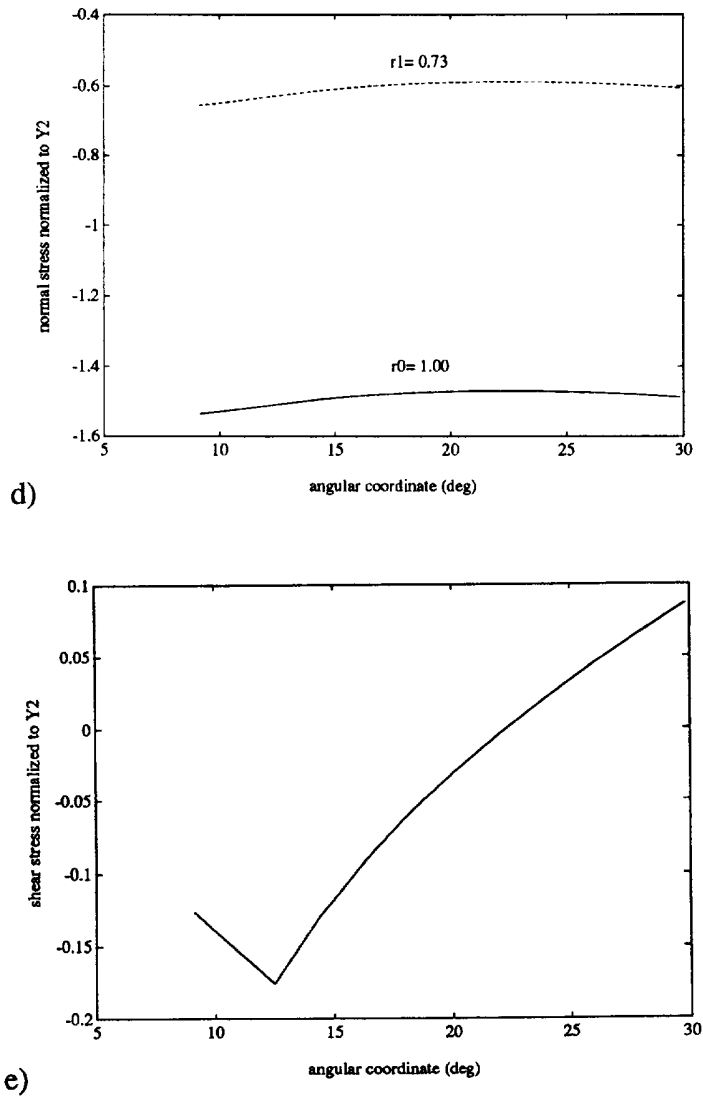 -0.4
r1= 0.73
-0.6
-0.8
-1
-1.2
r0= 1.00
-1.4
-1.6
normal stress normalized to Y2
5 10 15 20 25 30
angular coordinate (deg)
d)
0.1
0.05
0
-0.05
-0.1
-0.15
-0.2
shear stress normalized to Y2
5 10 15 20 25 30
angular coordinate (deg)
e)